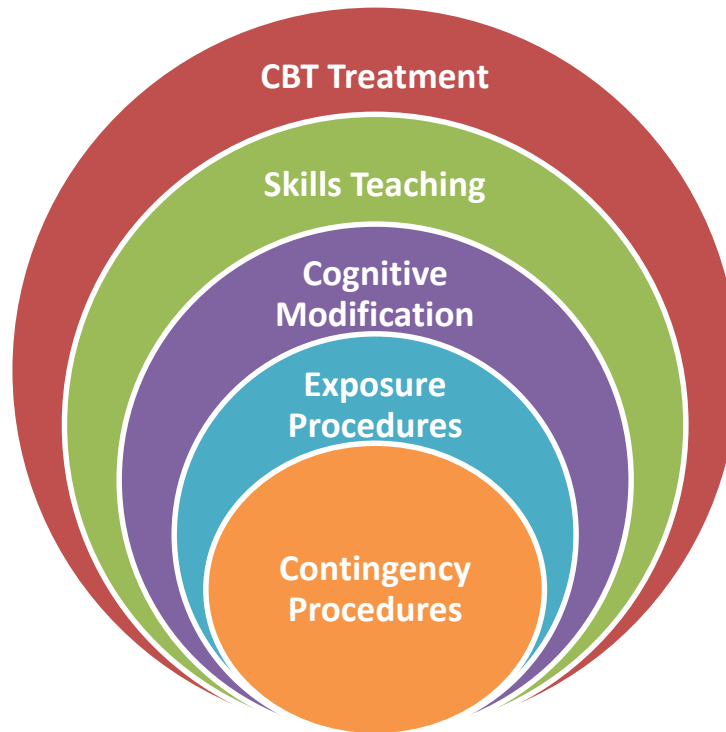 CBT Treatment
Skills Teaching
Cognitive
Modification
Exposure
Procedures
Contingency
Procedures